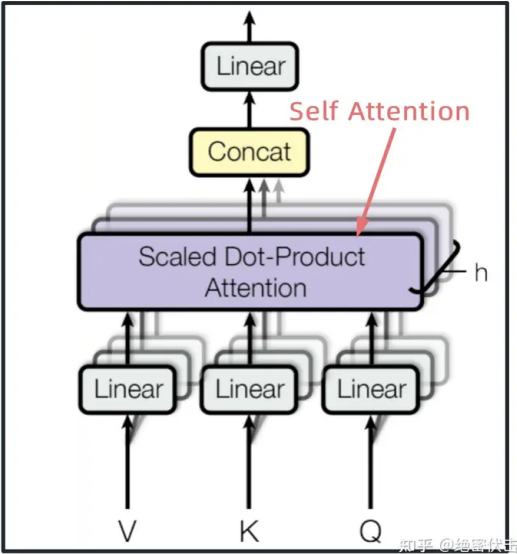 Linear
Self Attention
Concat
Scaled Dot-Product
Attention
h
Linear
Linear
Linear
V
K
Q
知乎 @绝密伏击